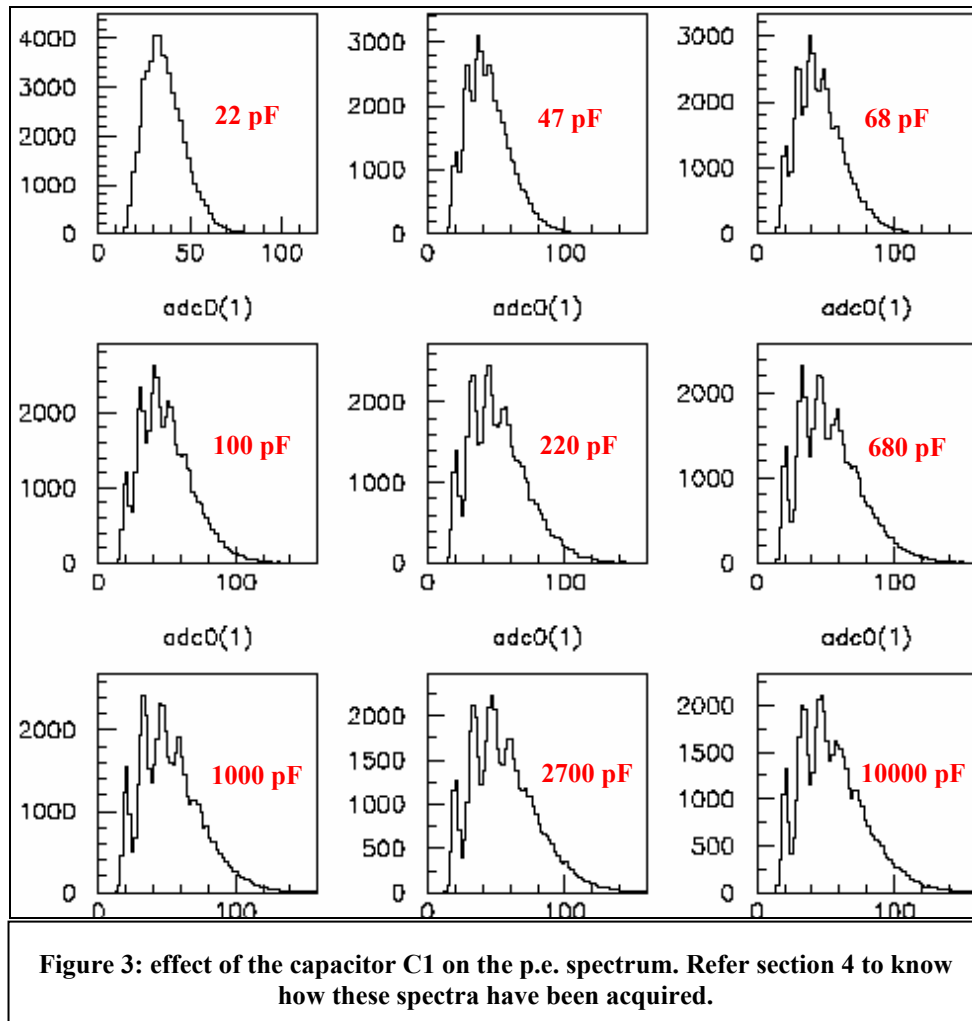 4000
3000
2000
1000
0
0 50 100
22 pF
3000
2000
1000
0
0 100
47 pF
3000
2000
1000
0
0 100
68 pF
adc0(1)
adc0(1)
adc0(1)
2000
1000
0
0 100
100 pF
2000
1000
0
0 100
220 pF
2000
1000
0
0 100
680 pF
adc0(1)
adc0(1)
adc0(1)
2000
1000
0
0 100
1000 pF
2000
1500
1000
500
0
0 100
2700 pF
2000
1500
1000
500
0
0 100
10000 pF
Figure 3: effect of the capacitor C1 on the p.e. spectrum. Refer section 4 to know
how these spectra have been acquired.